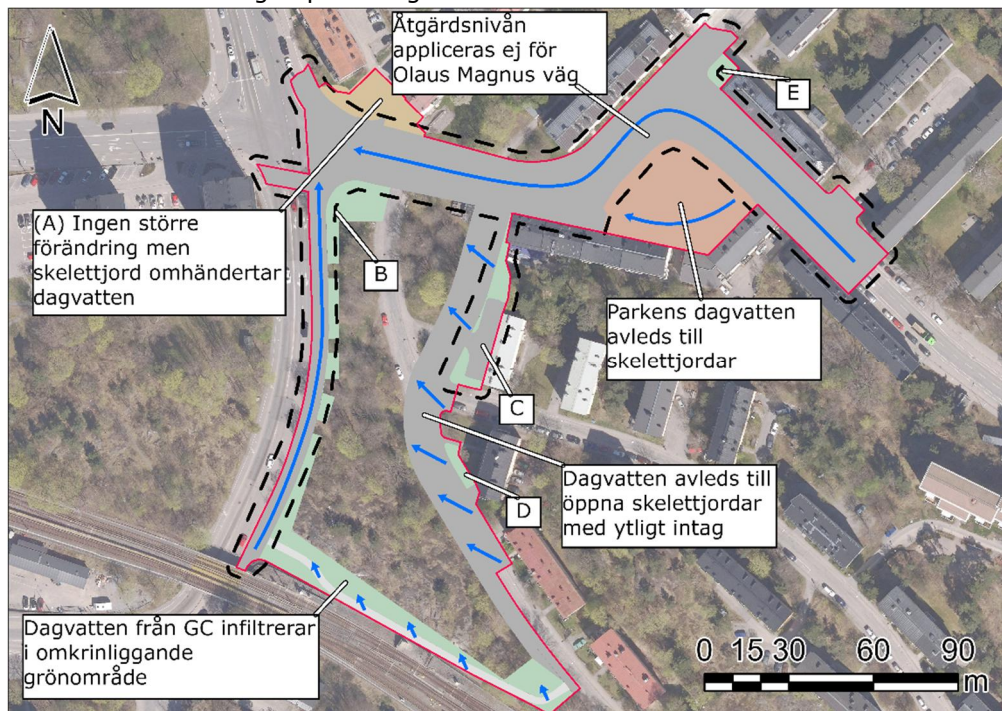 Åtgärdsnivån
appliceras ej för
Olaus Magnus väg
E
N
(A) Ingen större
förändring men
skelettjord omhändertar
dagvatten
B
Parkens dagvatten
avleds till
skelettjordar
C
Dagvatten avleds till
öppna skelettjordar
med ytligt intag
D
Dagvatten från GC infiltrerar
i omkrinliggande
grönområde
0 15 30 60 90
m